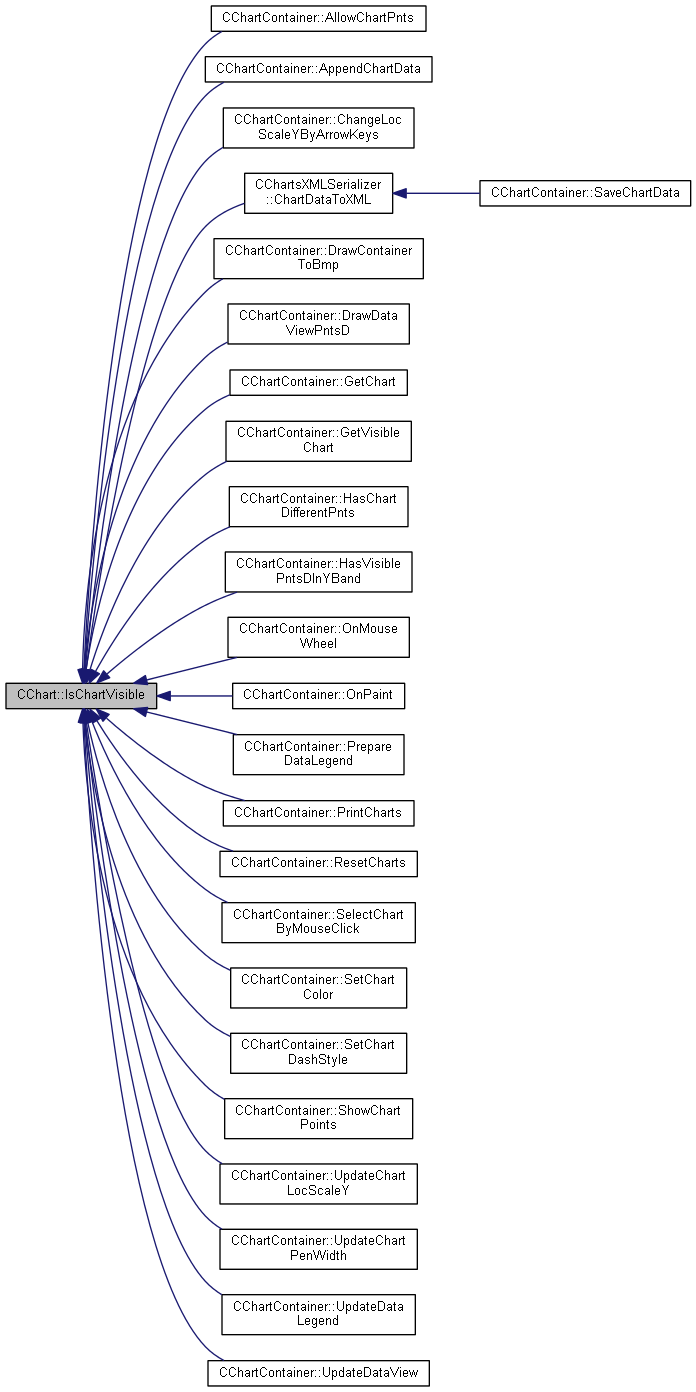 CChartContainer::AllowChartPnts
CChartContainer::AppendChartData
CChartContainer::ChangeLoc
ScaleYByArrowKeys
CChartsXMLSerializer
::ChartDataToXML
CChartContainer::SaveChartData
CChartContainer::DrawContainer
ToBmp
CChartContainer::DrawData
ViewPntsD
CChartContainer::GetChart
CChartContainer::GetVisible
Chart
CChartContainer::HasChart
DifferentPnts
CChartContainer::HasVisible
PntsDInYBand
CChartContainer::OnMouse
Wheel
CChart::IsChartVisible
CChartContainer::OnPaint
CChartContainer::Prepare
DataLegend
CChartContainer::PrintCharts
CChartContainer::ResetCharts
CChartContainer::SelectChart
ByMouseClick
CChartContainer::SetChart
Color
CChartContainer::SetChart
DashStyle
CChartContainer::ShowChart
Points
CChartContainer::UpdateChart
LocScaleY
CChartContainer::UpdateChart
PenWidth
CChartContainer::UpdateData
Legend
CChartContainer::UpdateDataView